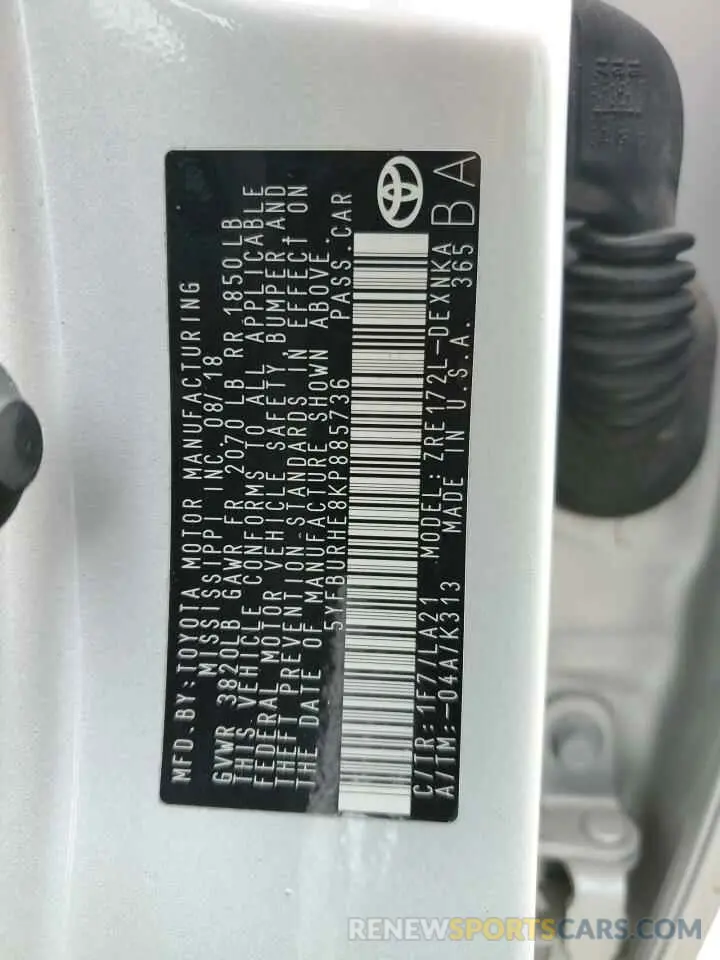 MFD.BY:TOYOTA MOTOR MANUFACTURING
MISSISSIPPI INC. 08/18
GVWR 3820LB GAWR FR 2070 LB RR 1850LB
THIS VEHICLE CONFORMS TO ALL APPLICABLE
FEDERAL MOTOR VEHICLE SAFETY, BUMPER AND
THEFT PREVENTION STANDARDS IN EFFECT ON
THE DATE OF MANUFACTURE SHOWN ABOVE.
5YFBURHE8KP885736 PASS.CAR
C/TR:1F7/LA21 MODEL:ZRE172L-DEXNKA
A/TM:-04A/K313 MADE IN U.S.A. 365
BA
RENEWSPORTSCARS.COM